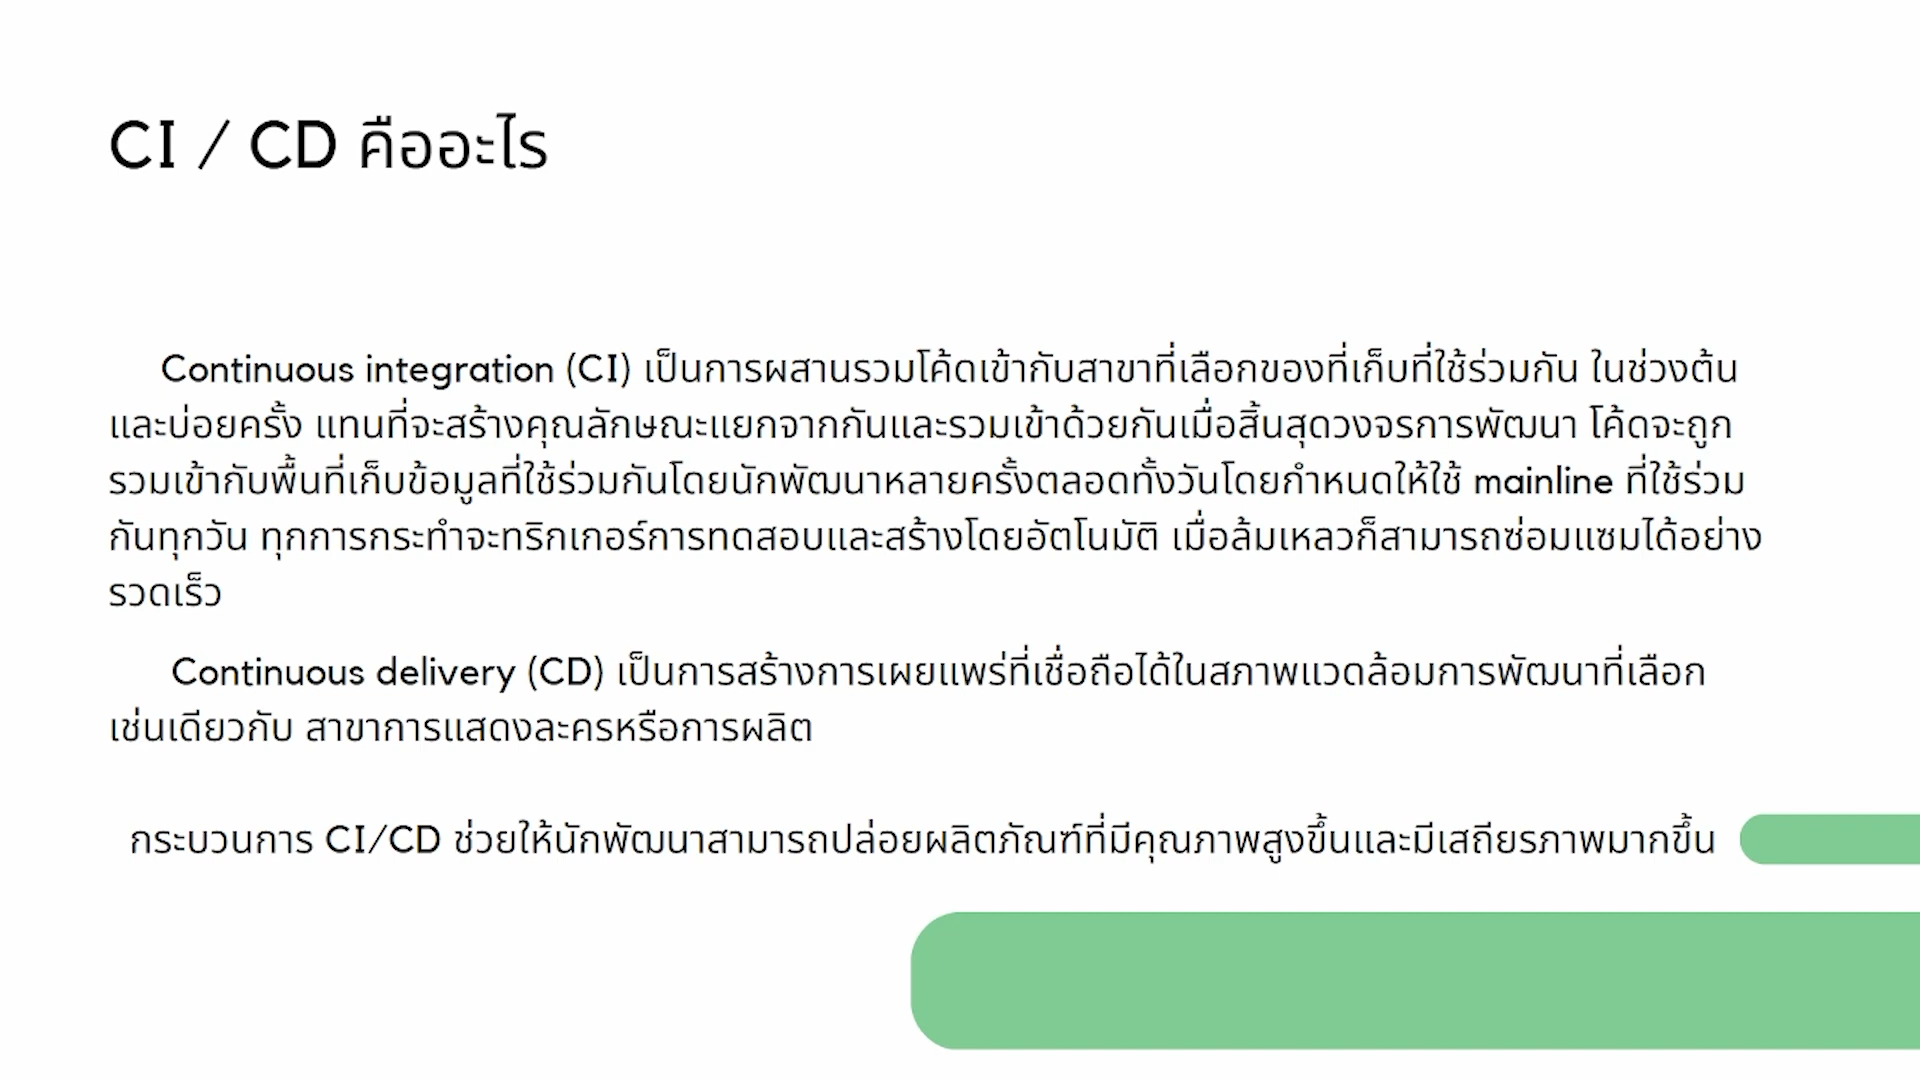 CI / CD คืออะไร
Continuous integration (CI) เป็นการผสานรวมโค้ดเข้ากับสาขาที่เลือกของที่เก็บที่ใช้ร่วมกัน ในช่วงต้น
และบ่อยครั้ง แทนที่จะสร้างคุณลักษณะแยกจากกันและรวมเข้าด้วยกันเมื่อสิ้นสุดวงจรการพัฒนา โค้ดจะถูก
รวมเข้ากับพื้นที่เก็บข้อมูลที่ใช้ร่วมกันโดยนักพัฒนาหลายครั้งตลอดทั้งวันโดยกำหนดให้ใช้ mainline ที่ใช้ร่วม
กันทุกวัน ทุกการกระทำจะทริกเกอร์การทดสอบและสร้างโดยอัตโนมัติ เมื่อล้มเหลวก็สามารถซ่อมแซมได้อย่าง
รวดเร็ว
Continuous delivery (CD) เป็นการสร้างการเผยแพร่ที่เชื่อถือได้ในสภาพแวดล้อมการพัฒนาที่เลือก
เช่นเดียวกับ สาขาการแสดงละครหรือการผลิต
กระบวนการ CI/CD ช่วยให้นักพัฒนาสามารถปล่อยผลิตภัณฑ์ที่มีคุณภาพสูงขึ้นและมีเสถียรภาพมากขึ้น